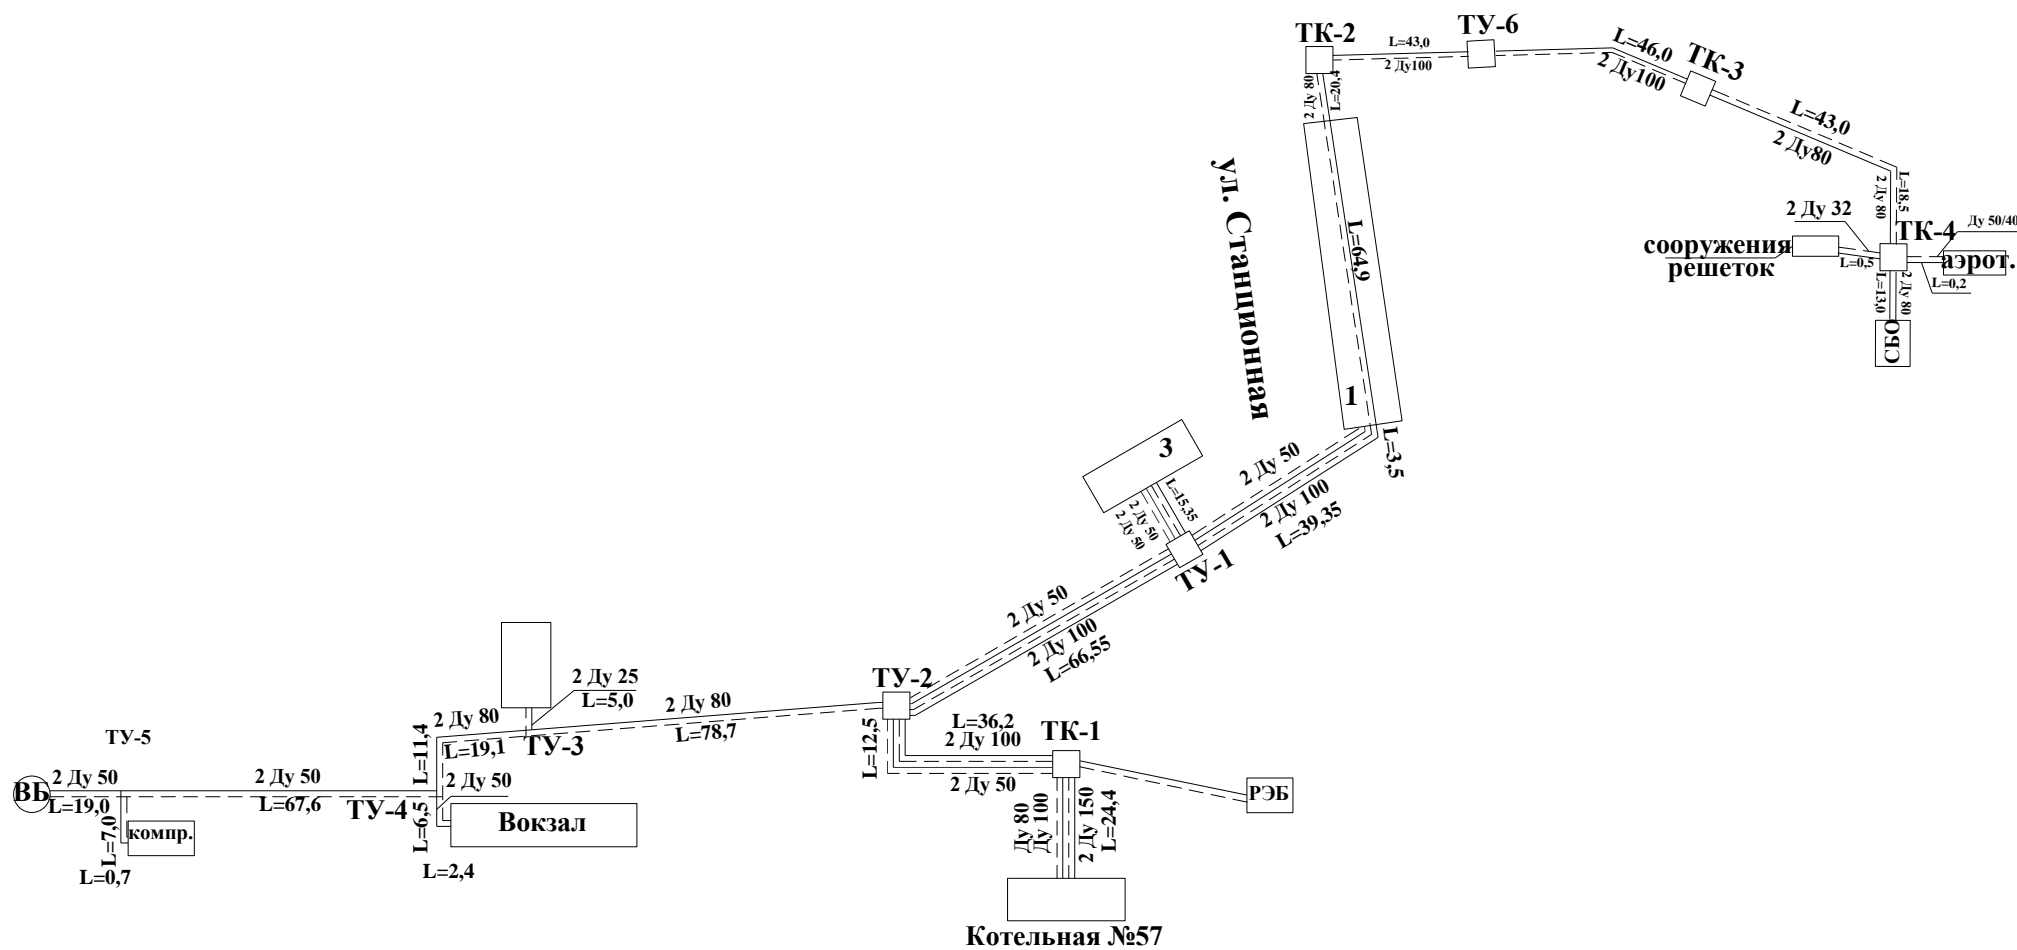 ТК-2
ТУ-6
L=43,0
2 Ду100
L=46,0
2 Ду100
ТК-3
L=43,0
2 Ду80
2 Ду 80
L=20,4
ул. Станционная
L=64,9
1
L=3,5
L=18,5
2 Ду 80
2 Ду 32
ТК-4
Ду 50/40
сооружения
решеток
L=0,5
аэрот.
L=0,2
L=13,0
2 Ду 80
СБО
3
L=15,35
2 Ду 50
2 Ду 50
2 Ду 50
2 Ду 100
L=39,35
ТУ-1
2 Ду 50
2 Ду 100
L=66,55
ТУ-2
2 Ду 25
L=5,0
2 Ду 80
L=78,7
2 Ду 80
L=19,1
ТУ-3
L=11,4
L=12,5
L=36,2
2 Ду 100
2 Ду 50
ТК-1
РЭБ
ТУ-5
ВБ
2 Ду 50
L=19,0
2 Ду 50
L=67,6
ТУ-4
2 Ду 50
L=6,5
Вокзал
L=2,4
L=7,0
компр.
L=0,7
Ду 80
Ду 100
2 Ду 150
L=24,4
Котельная №57